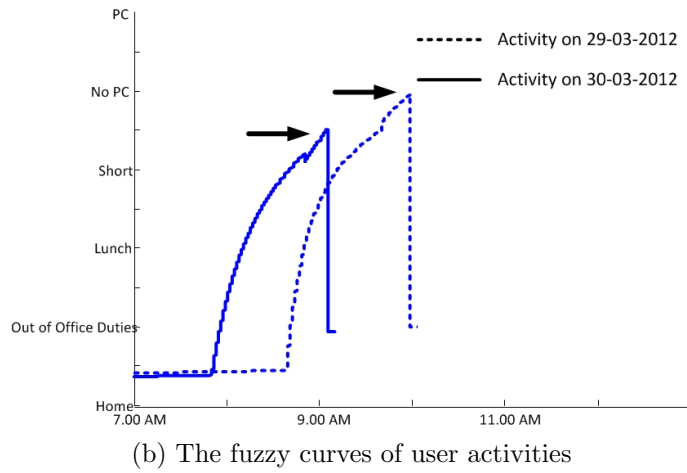 PC
Activity on 29-03-2012
Activity on 30-03-2012
No PC
Short
Lunch
Out of Office Duties
Home
7.00 AM 9.00 AM 11.00 AM
(b) The fuzzy curves of user activities